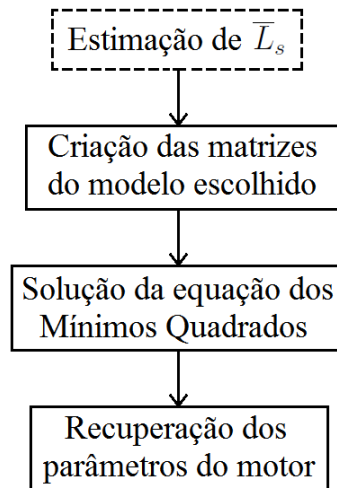 Estimação de L̅ₛ
Criação das matrizes
do modelo escolhido
Solução da equação dos
Mínimos Quadrados
Recuperação dos
parâmetros do motor